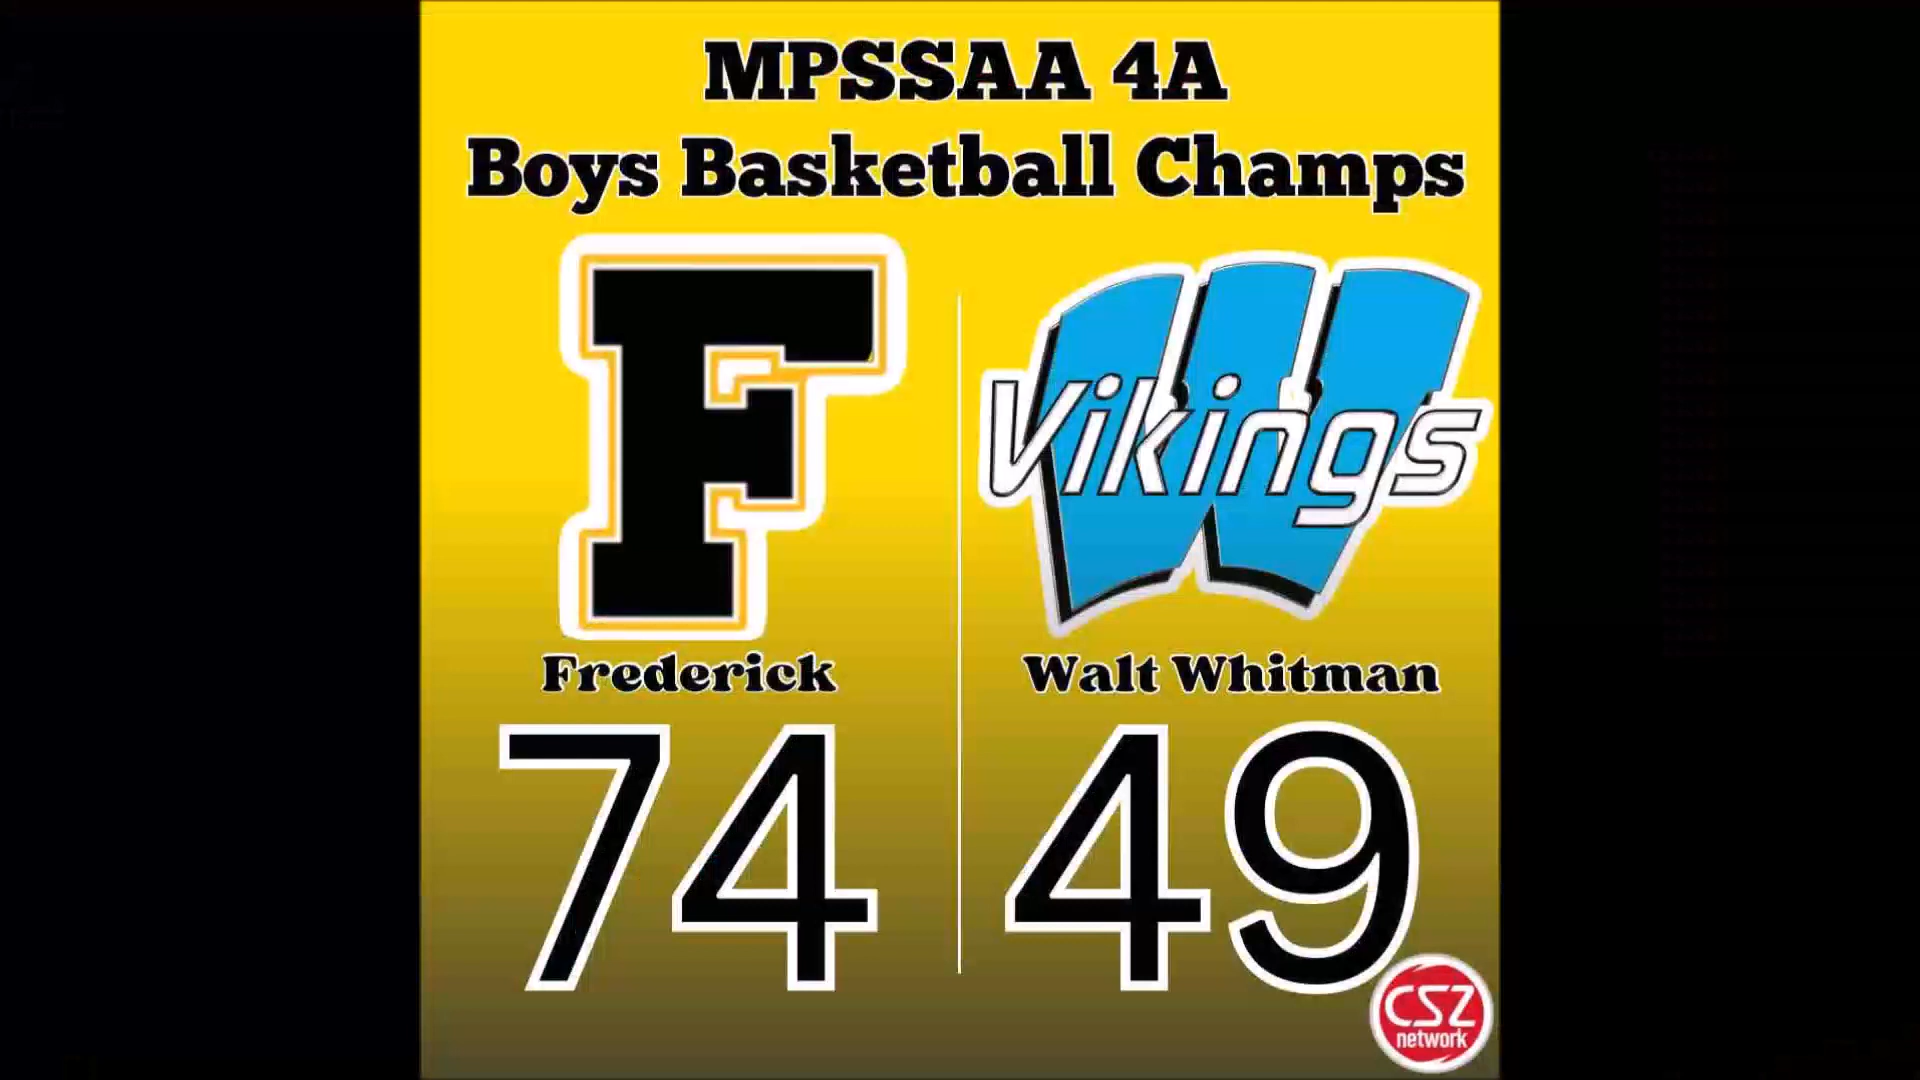 MPSSAA 4A
Boys Basketball Champs
F
W
Vikings
Frederick
Walt Whitman
74
49
CSZ
network